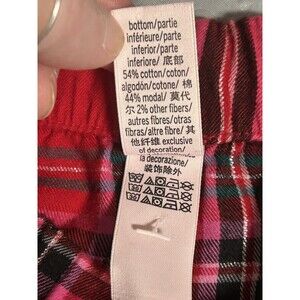 bottom/partie
inférieure/parte
inferior/parte
inferiore/ 底部
54% cotton/coton/
algodón/cotone/ 棉
44% modal/ 莫代
尔 2% other fibers/
autres fibres/otras
fibras/altre fibre/ 其
他纤维 exclusive
of decoration/
la decorazione/
装饰除外